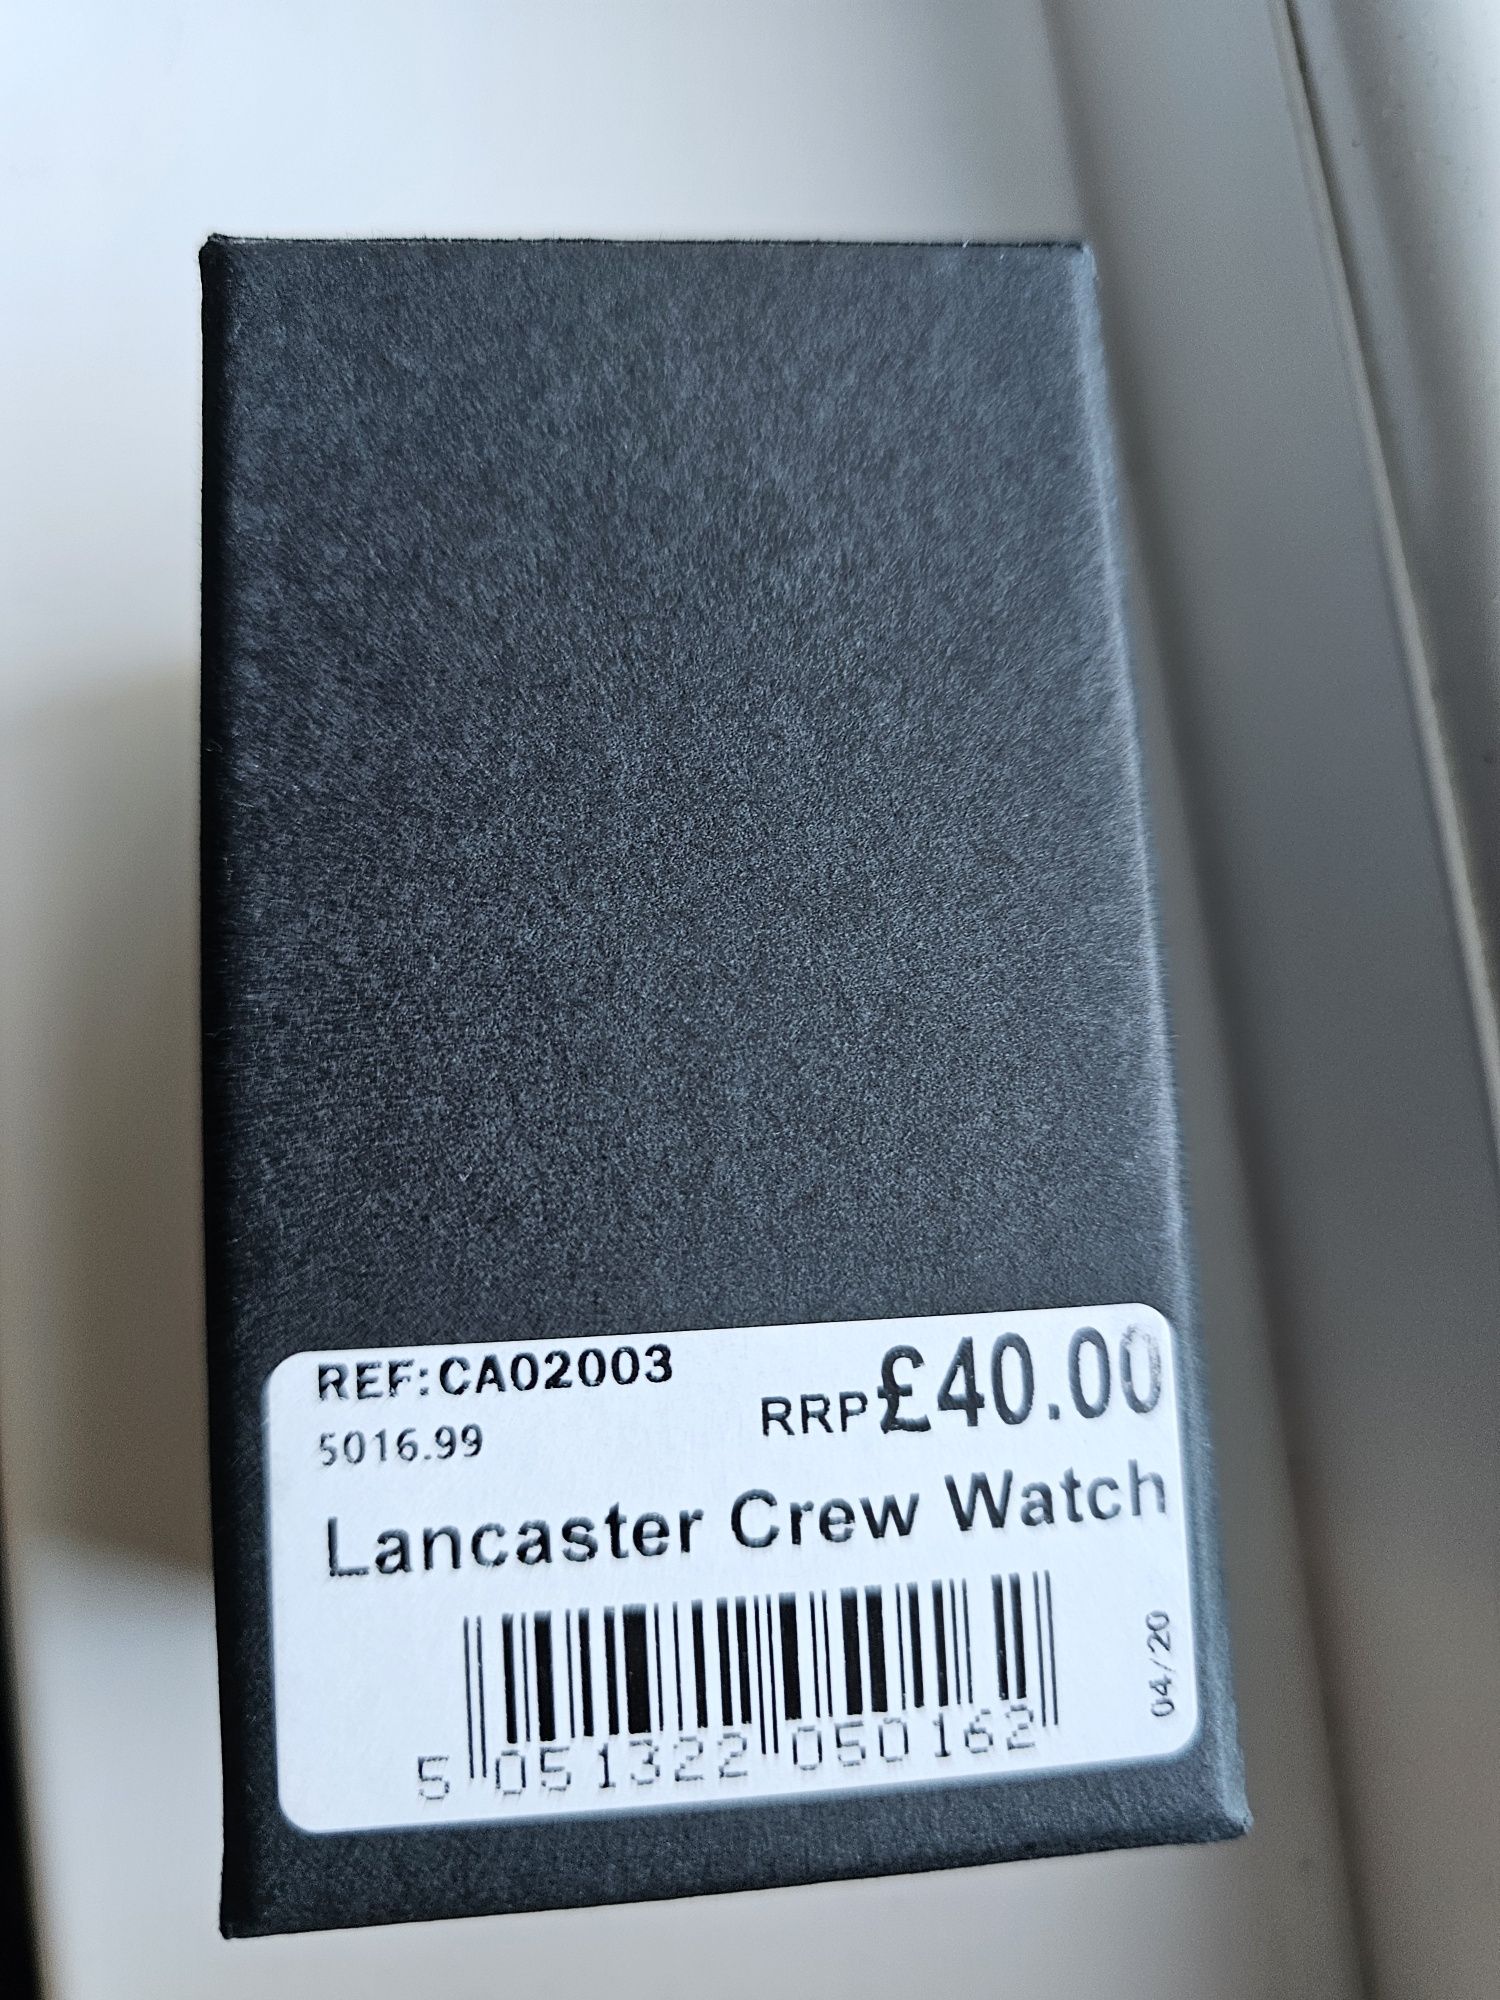 REF:CA02003
RRP £40.00
5016.99
Lancaster Crew Watch
04/20
5 051322 050162